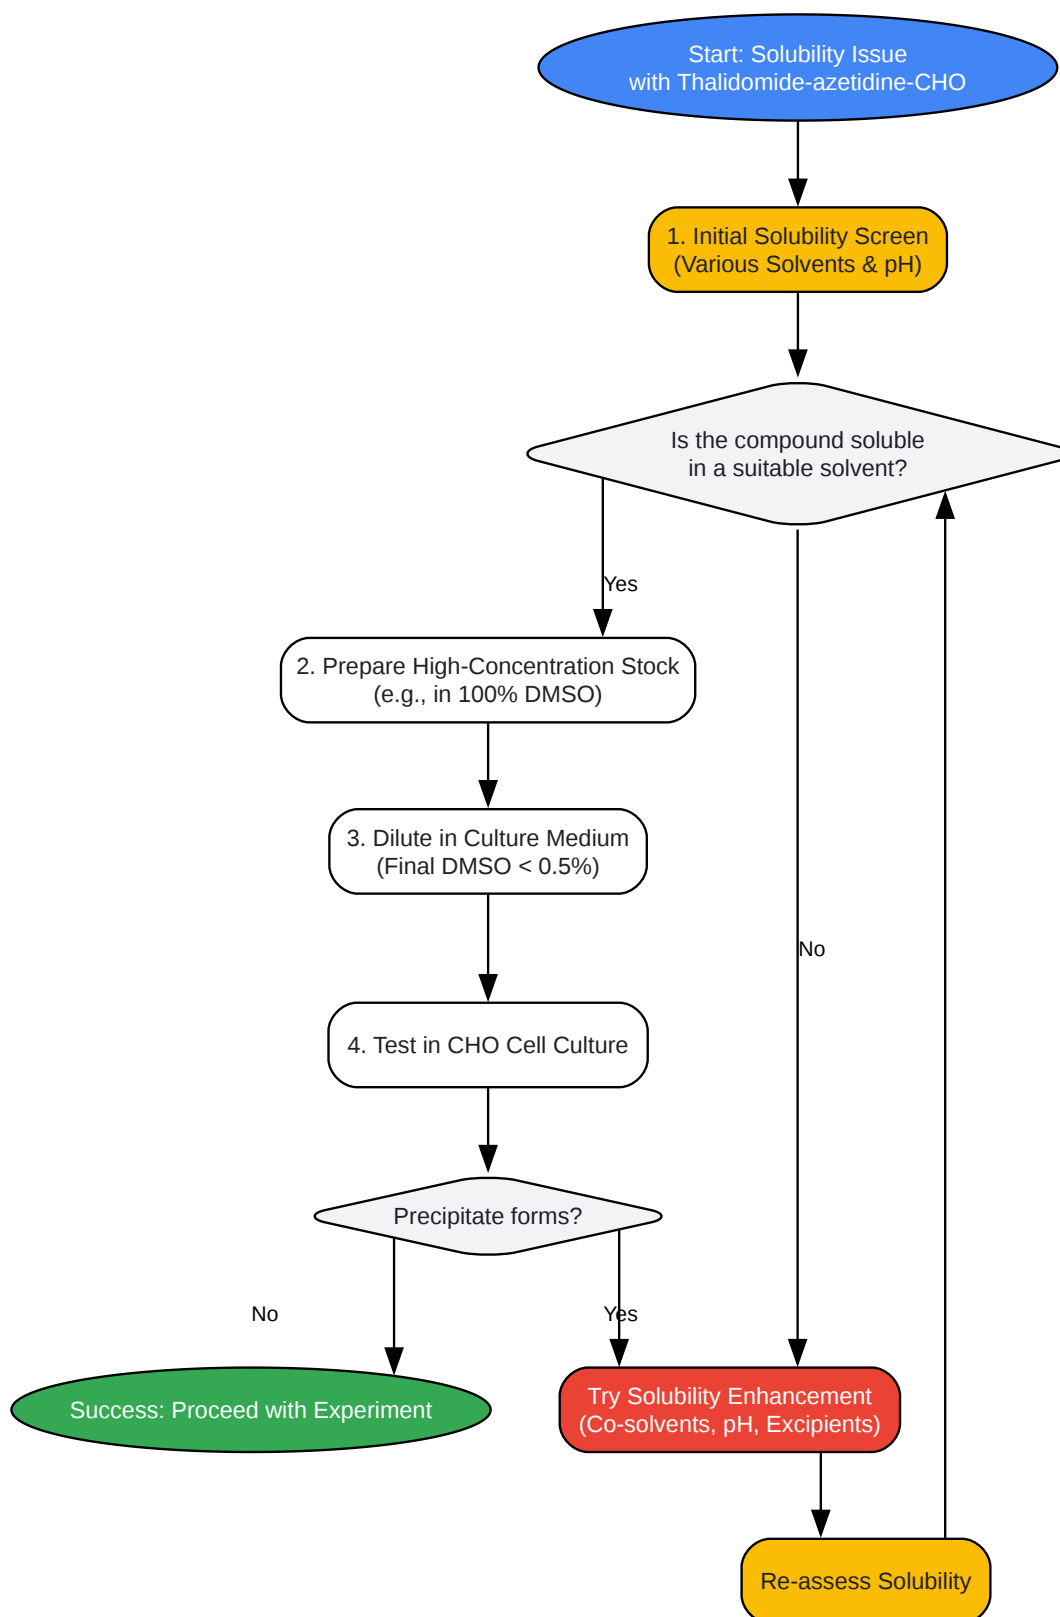 Start: Solubility Issue
with Thalidomide-azetidine-CHO
1. Initial Solubility Screen
(Various Solvents & pH)
Is the compound soluble
in a suitable solvent?
Yes
2. Prepare High-Concentration Stock
(e.g., in 100% DMSO)
3. Dilute in Culture Medium
(Final DMSO < 0.5%)
No
4. Test in CHO Cell Culture
Precipitate forms?
No
Yes
Success: Proceed with Experiment
Try Solubility Enhancement
(Co-solvents, pH, Excipients)
Re-assess Solubility